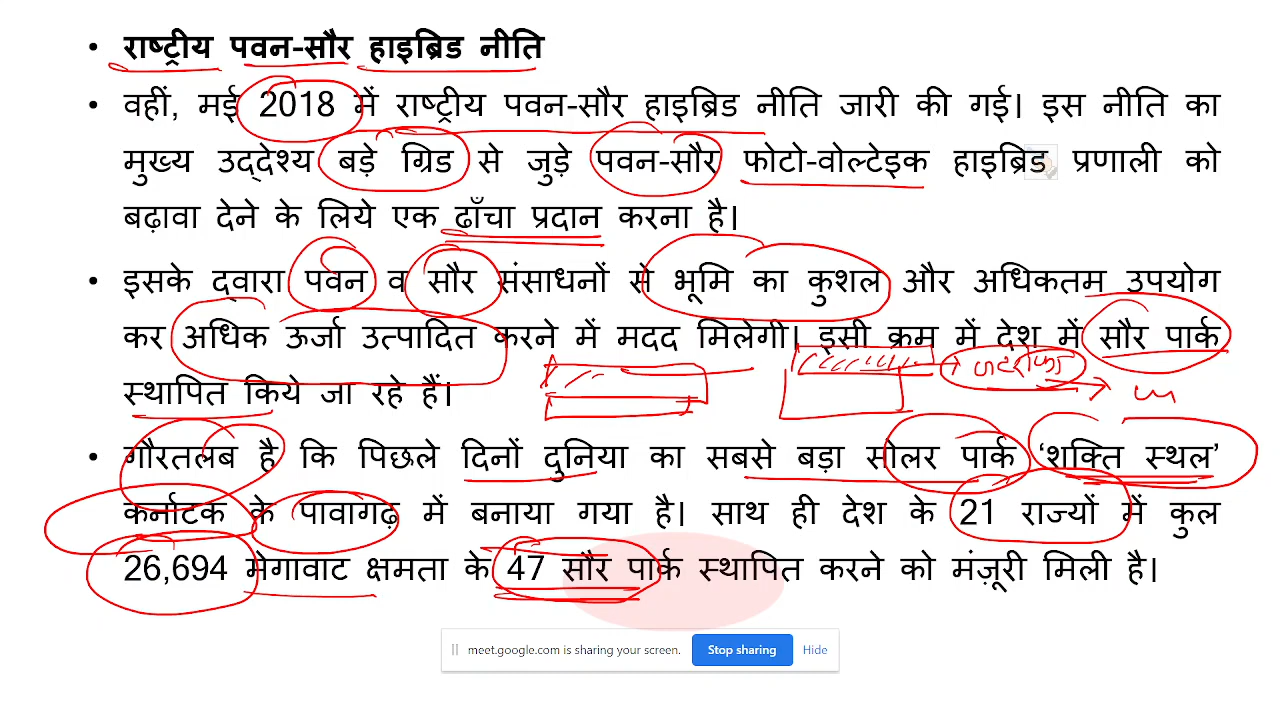 • राष्ट्रीय पवन-सौर हाइब्रिड नीति
• वहीं, मई 2018 में राष्ट्रीय पवन-सौर हाइब्रिड नीति जारी की गई। इस नीति का
मुख्य उद्देश्य बड़े ग्रिड से जुड़े पवन-सौर फोटो-वोल्टेइक हाइब्रिड प्रणाली को
बढ़ावा देने के लिये एक ढाँचा प्रदान करना है।
• इसके द्वारा पवन व सौर संसाधनों से भूमि का कुशल और अधिकतम उपयोग
कर अधिक ऊर्जा उत्पादित करने में मदद मिलेगी। इसी क्रम में देश में सौर पार्क
स्थापित किये जा रहे हैं।
• गौरतलब है कि पिछले दिनों दुनिया का सबसे बड़ा सोलर पार्क ‘शक्ति स्थल’
कर्नाटक के पावागढ़ में बनाया गया है। साथ ही देश के 21 राज्यों में कुल
26,694 मेगावाट क्षमता के 47 सौर पार्क स्थापित करने को मंज़ूरी मिली है।
meet.google.com is sharing your screen. Stop sharing Hide